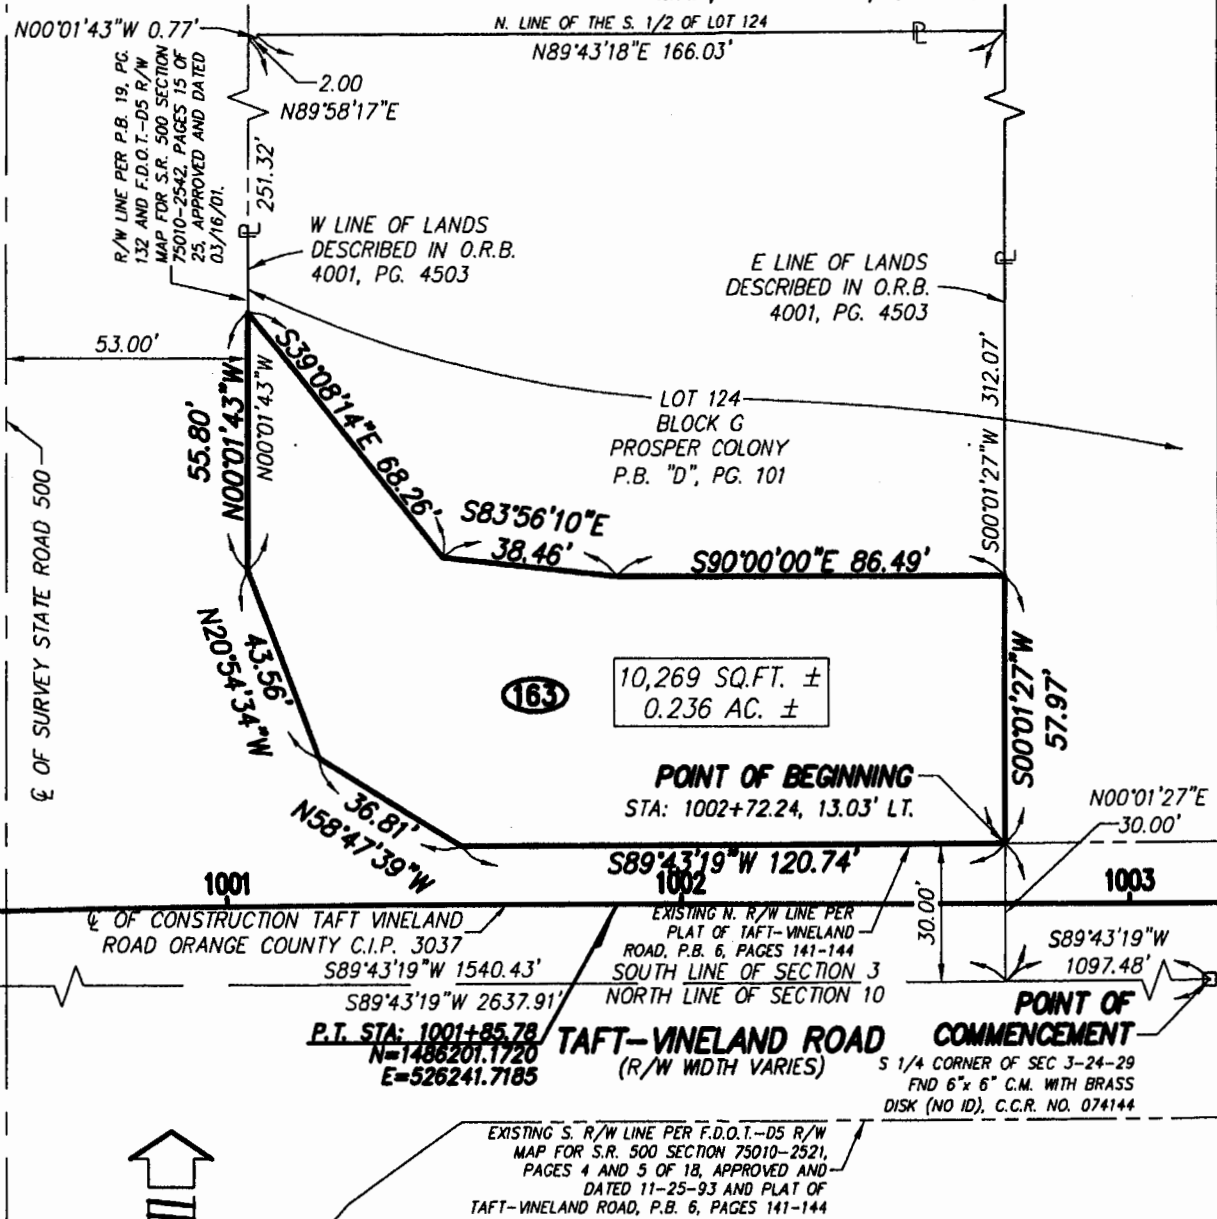 N. LINE OF THE S. 1/2 OF LOT 124
N89°43'18"E 166.03'
N00°01'43"W 0.77'
2.00
N89°58'17"E
R/W LINE PER P.B. 19, PG.
132 AND F.D.O.T.-D5 R/W
MAP FOR S.R. 500 SECTION
75010-2542, PAGES 15 OF
25, APPROVED AND DATED
03/16/01.
251.32'
W LINE OF LANDS
DESCRIBED IN O.R.B.
4001, PG. 4503
E LINE OF LANDS
DESCRIBED IN O.R.B.
4001, PG. 4503
53.00'
S00°01'27"W 312.07'
LOT 124
BLOCK G
PROSPER COLONY
P.B. "D", PG. 101
N00°01'43"W
55.80'
N00°01'43"W
S39°08'14"E 68.26'
S83°56'10"E
38.46'
S90°00'00"E 86.49'
℄ OF SURVEY STATE ROAD 500
43.56'
N20°54'34"W
163
10,269 SQ.FT. ±
0.236 AC. ±
S00°01'27"W
57.97'
POINT OF BEGINNING
STA: 1002+72.24, 13.03' LT.
N00°01'27"E
30.00'
36.81'
N58°47'39"W
S89°43'19"W 120.74'
1001
1002
1003
℄ OF CONSTRUCTION TAFT VINELAND
ROAD ORANGE COUNTY C.I.P. 3037
EXISTING N. R/W LINE PER
PLAT OF TAFT-VINELAND
ROAD, P.B. 6, PAGES 141-144
30.00'
S89°43'19"W
1097.48'
S89°43'19"W 1540.43'
SOUTH LINE OF SECTION 3
S89°43'19"W 2637.91'
NORTH LINE OF SECTION 10
P.T. STA: 1001+85.78
N=1486201.1720
E=526241.7185
TAFT-VINELAND ROAD
(R/W WIDTH VARIES)
POINT OF
COMMENCEMENT
S 1/4 CORNER OF SEC 3-24-29
FND 6"x 6" C.M. WITH BRASS
DISK (NO ID), C.C.R. NO. 074144
EXISTING S. R/W LINE PER F.D.O.T.-D5 R/W
MAP FOR S.R. 500 SECTION 75010-2521,
PAGES 4 AND 5 OF 18, APPROVED AND
DATED 11-25-93 AND PLAT OF
TAFT-VINELAND ROAD, P.B. 6, PAGES 141-144